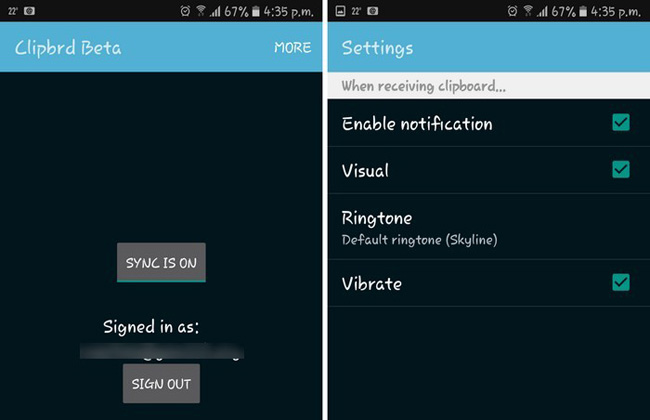 22° 67% 4:35 p.m.
Clipbrd Beta MORE
SYNC IS ON
Signed in as:
SIGN OUT
22° 67% 4:35 p.m.
Settings
When receiving clipboard...
Enable notification
Visual
Ringtone
Default ringtone (Skyline)
Vibrate